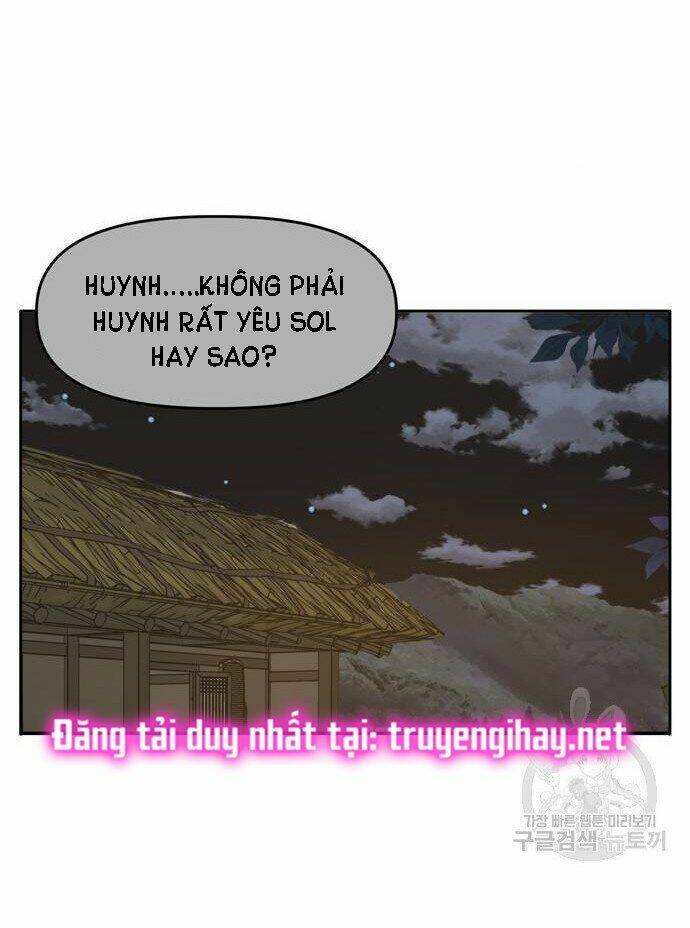 HUYNH.....KHÔNG PHẢI
HUYNH RẤT YÊU SOL
HAY SAO?
Đăng tải duy nhất tại: truyengihay.net
가장 빠른 웹툰 미리보기
구글검색 뉴토끼